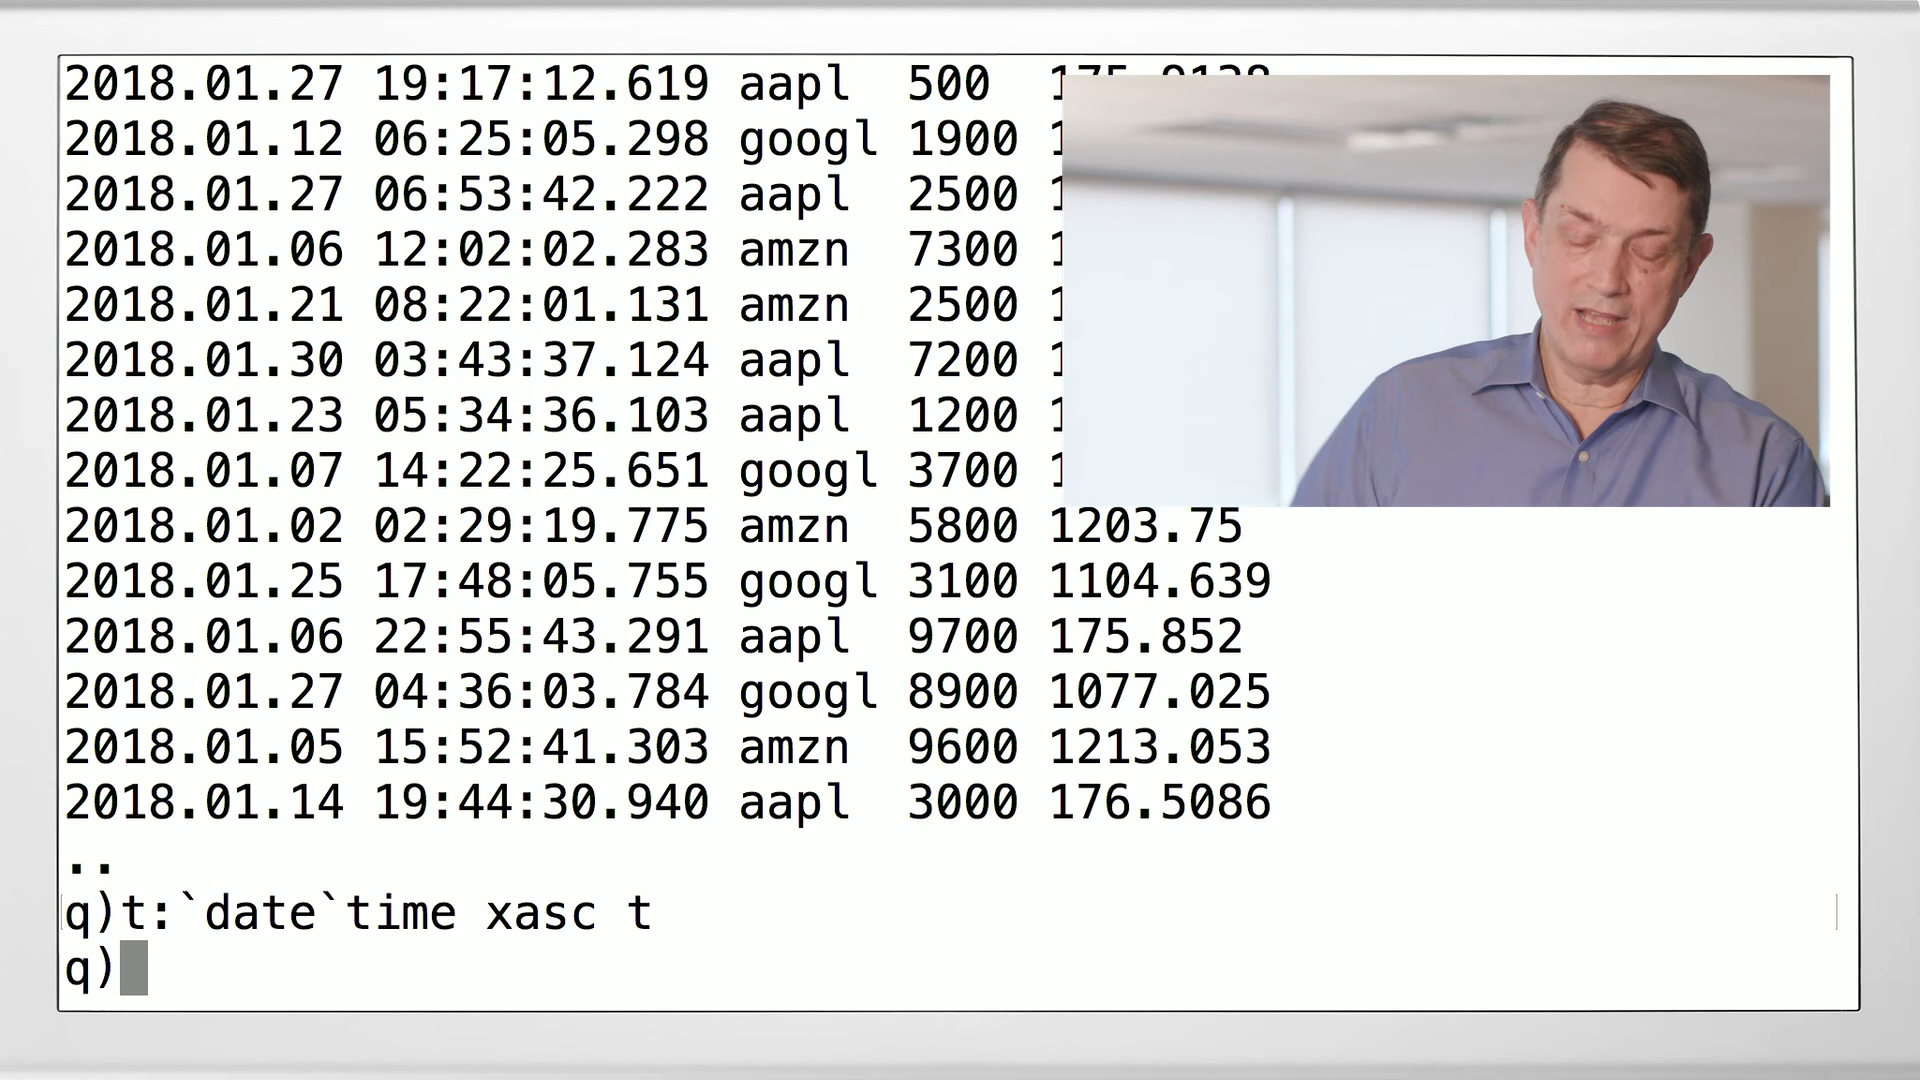 2018.01.27 19:17:12.619 aapl 500
2018.01.12 06:25:05.298 googl 1900
2018.01.27 06:53:42.222 aapl 2500
2018.01.06 12:02:02.283 amzn 7300
2018.01.21 08:22:01.131 amzn 2500
2018.01.30 03:43:37.124 aapl 7200
2018.01.23 05:34:36.103 aapl 1200
2018.01.07 14:22:25.651 googl 3700
2018.01.02 02:29:19.775 amzn 5800 1203.75
2018.01.25 17:48:05.755 googl 3100 1104.639
2018.01.06 22:55:43.291 aapl 9700 175.852
2018.01.27 04:36:03.784 googl 8900 1077.025
2018.01.05 15:52:41.303 amzn 9600 1213.053
2018.01.14 19:44:30.940 aapl 3000 176.5086
..
q)t:`date`time xasc t
q)